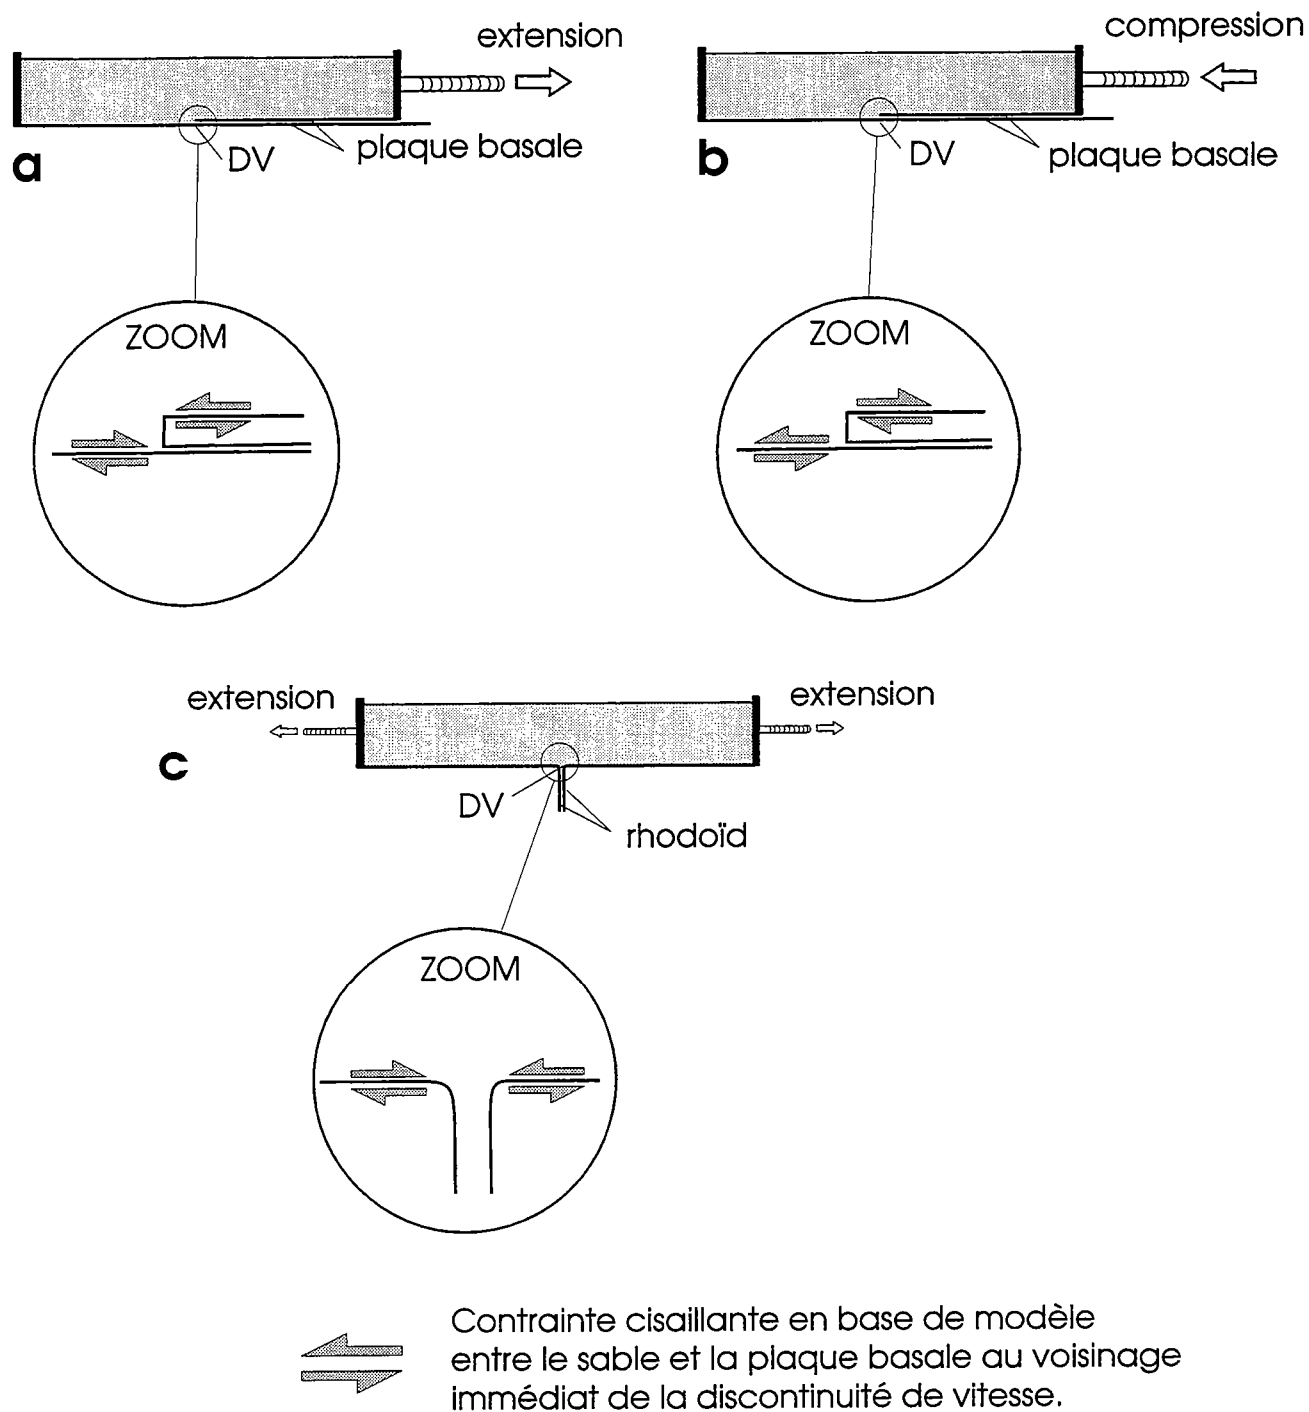 extension
compression
DV
plaque basale
a
DV
plaque basale
b
ZOOM
ZOOM
extension
extension
c
DV
rhodoïd
ZOOM
Contrainte cisaillante en base de modèle
entre le sable et la plaque basale au voisinage
immédiat de la discontinuité de vitesse.